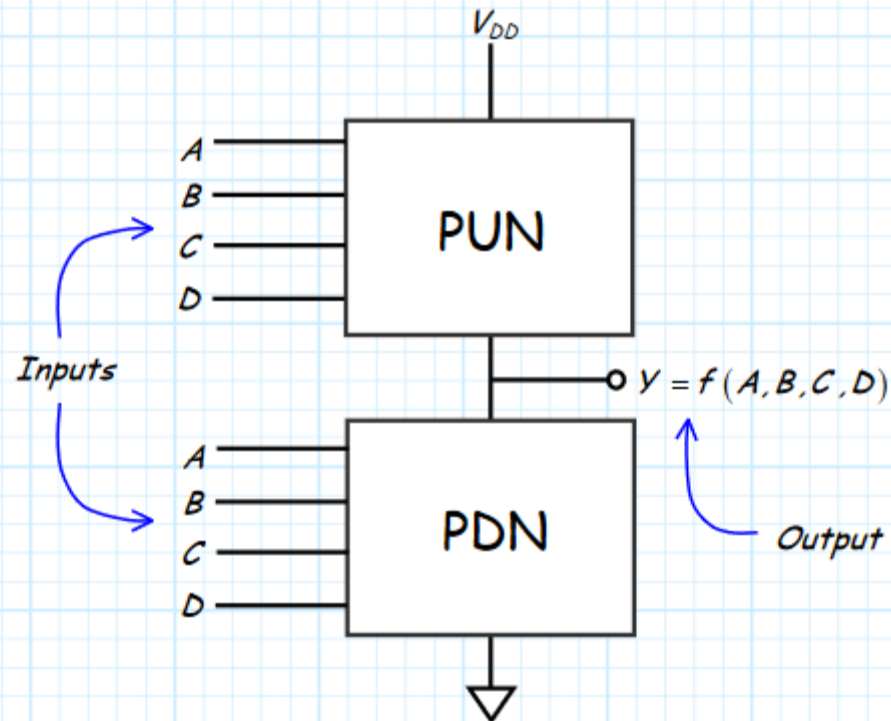 V_DD
A
B
PUN
C
D
Inputs
Y = f (A,B,C,D)
A
B
PDN
C
Output
D